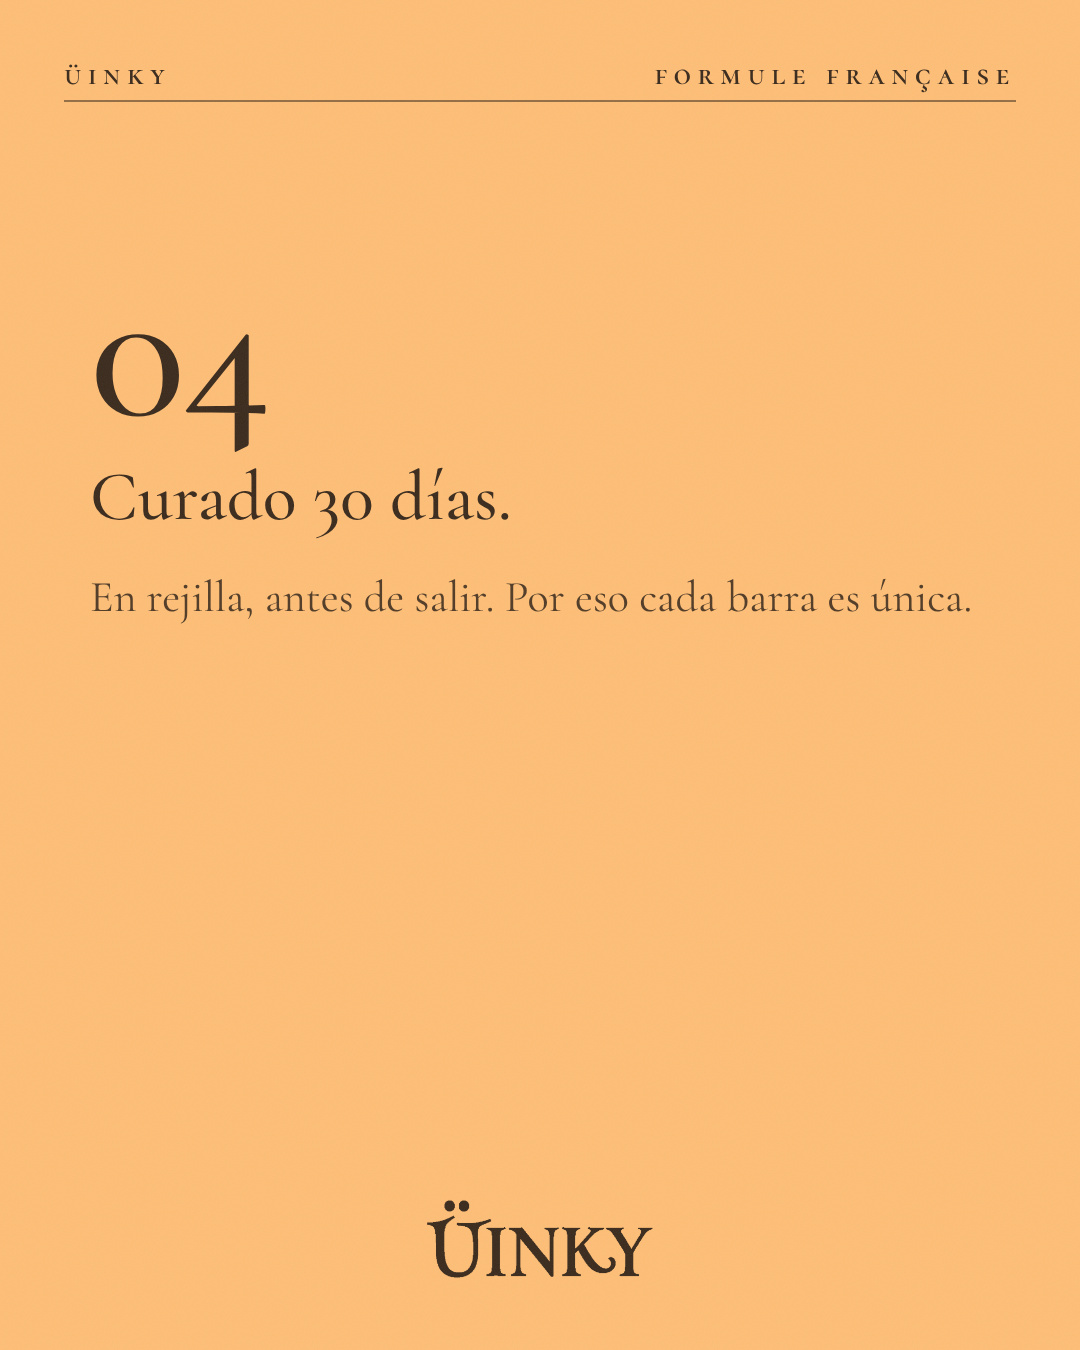 ÜINKY
FORMULE FRANÇAISE
04
Curado 30 días.
En rejilla, antes de salir. Por eso cada barra es única.
ÜINKY